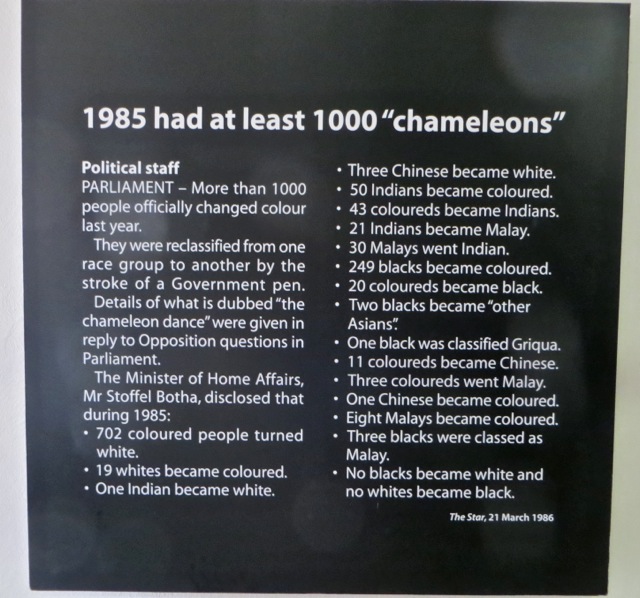 1985 had at least 1000 “chameleons”
Political staff
PARLIAMENT – More than 1000
people officially changed colour
last year.
They were reclassified from one
race group to another by the
stroke of a Government pen.
Details of what is dubbed “the
chameleon dance” were given in
reply to Opposition questions in
Parliament.
The Minister of Home Affairs,
Mr Stoffel Botha, disclosed that
during 1985:
• 702 coloured people turned
white.
• 19 whites became coloured.
• One Indian became white.
• Three Chinese became white.
• 50 Indians became coloured.
• 43 coloureds became Indians.
• 21 Indians became Malay.
• 30 Malays went Indian.
• 249 blacks became coloured.
• 20 coloureds became black.
• Two blacks became “other
Asians”.
• One black was classified Griqua.
• 11 coloureds became Chinese.
• Three coloureds went Malay.
• One Chinese became coloured.
• Eight Malays became coloured.
• Three blacks were classed as
Malay.
• No blacks became white and
no whites became black.
The Star, 21 March 1986